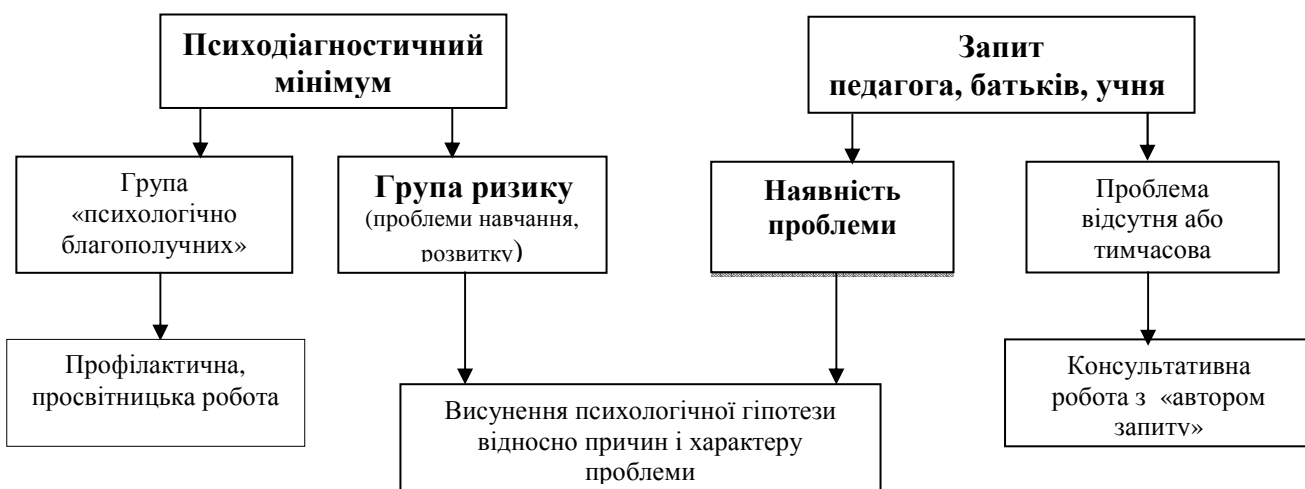 Психодіагностичний
мінімум
Запит
педагога, батьків, учня
Група
«психологічно
благополучних»
Група ризику
(проблеми навчання,
розвитку)
Наявність
проблеми
Проблема
відсутня або
тимчасова
Профілактична,
просвітницька робота
Висунення психологічної гіпотези
відносно причин і характеру
проблеми
Консультативна
робота з «автором
запиту»